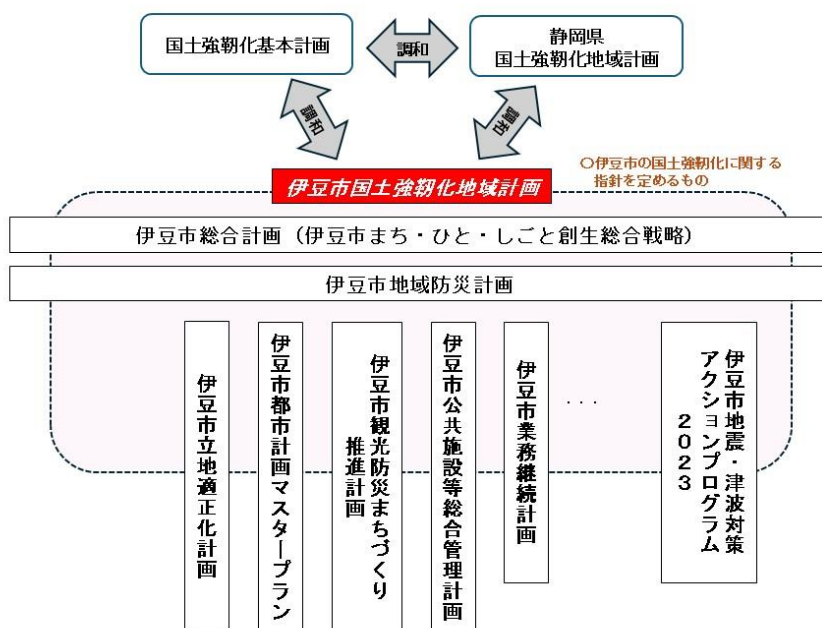 国土強靭化基本計画
調和
静岡県
国土強靭化地域計画
調和
調和
〇伊豆市の国土強靭化に関する
指針を定めるもの
伊豆市国土強靭化地域計画
伊豆市総合計画（伊豆市まち・ひと・しごと創生総合戦略）
伊豆市地域防災計画
伊豆市立地適正化計画
伊豆市都市計画マスタープラン
伊豆市観光防災まちづくり
推進計画
伊豆市公共施設等総合管理計画
伊豆市業務継続計画
・・・
伊豆市地震・津波対策
アクションプログラム
2023